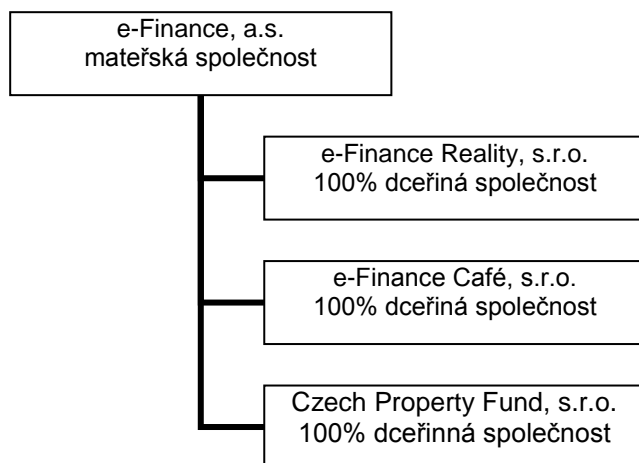 e-Finance, a.s.
mateřská společnost
e-Finance Reality, s.r.o.
100% dceřiná společnost
e-Finance Café, s.r.o.
100% dceřiná společnost
Czech Property Fund, s.r.o.
100% dceřinná společnost